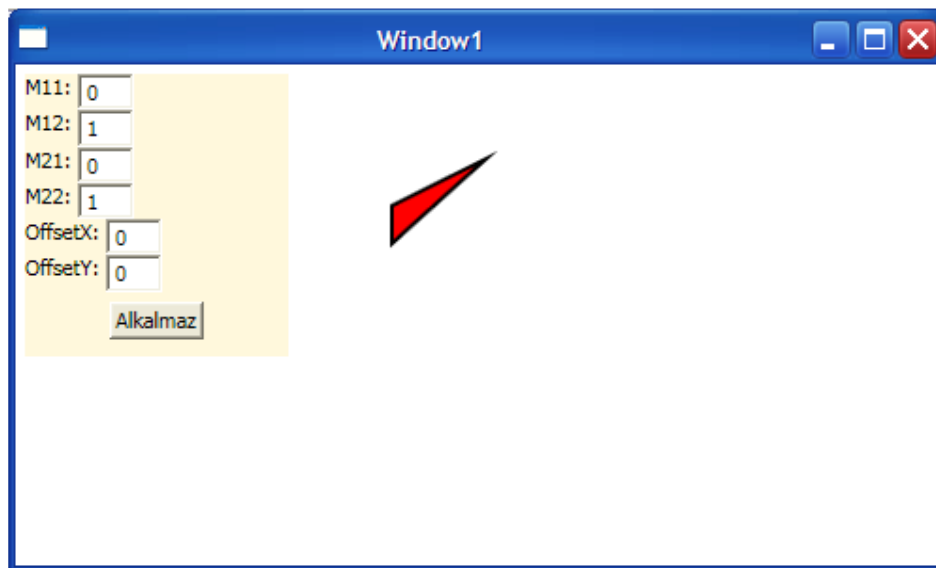 Window1
M11: 0
M12: 1
M21: 0
M22: 1
OffsetX: 0
OffsetY: 0
Alkalmaz